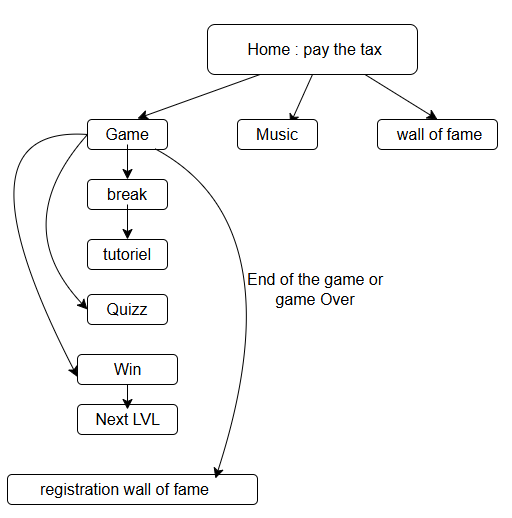 Home : pay the tax
Game
Music
wall of fame
break
tutoriel
End of the game or
game Over
Quizz
Win
Next LVL
registration wall of fame